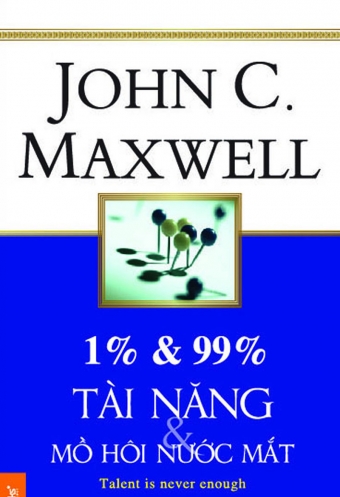 JOHN C.
MAXWELL
1% & 99%
TÀI NĂNG
&
MỒ HÔI NƯỚC MẮT
Talent is never enough